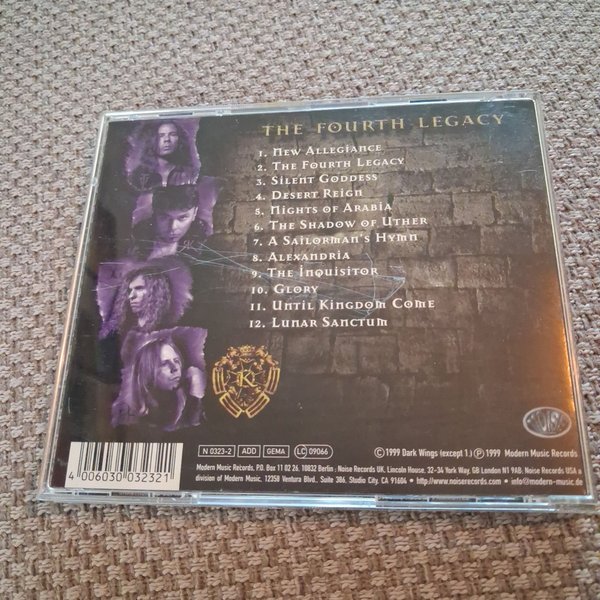 THE FOURTH LEGACY
1. NEW ALLEGIANCE
2. THE FOURTH LEGACY
3. SILENT GODDESS
4. DESERT REIGN
5. NIGHTS OF ARABIA
6. THE SHADOW OF UTHER
7. A SAILORMAN'S HYMN
8. ALEXANDRIA
9. THE INQUISITOR
10. GLORY
11. UNTIL KINGDOM COME
12. LUNAR SANCTUM
K
NOISE
4 006030 032321
N 0323-2 ADD GEMA LC 09066
© 1999 Dark Wings (except 1.) ℗ 1999 Modern Music Records
Modern Music Records, P.O. Box 11 02 26. 10832 Berlin; Noise Records UK. Lincoln House. 32-34 York Way, GB London N1 9AB. Noise Records USA a
division of Modern Music, 12358 Ventura Blvd., Suite 386, Studio City, CA 91604 • http://www.noiserecords.com • info@modern-music.de